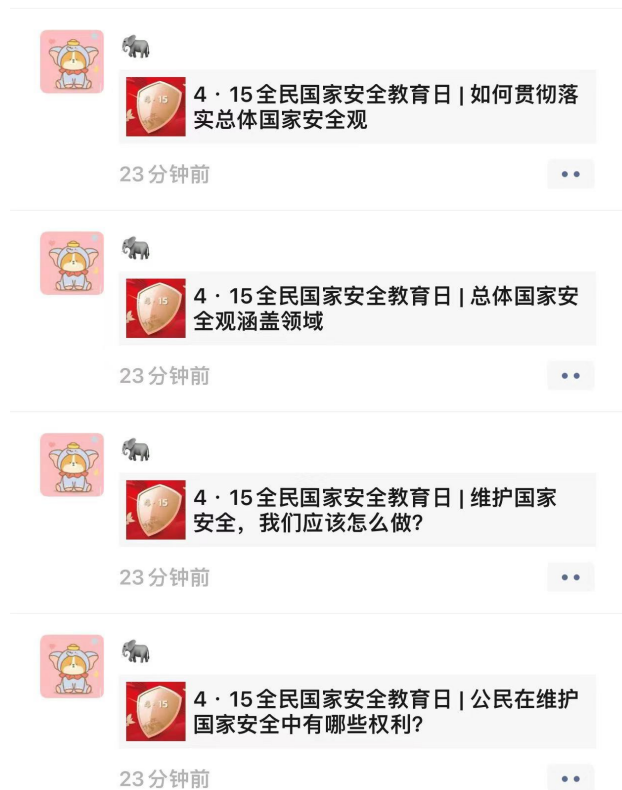 🐘
4·15全民国家安全教育日 | 如何贯彻落
实总体国家安全观
23分钟前
🐘
4·15全民国家安全教育日 | 总体国家安
全观涵盖领域
23分钟前
🐘
4·15全民国家安全教育日 | 维护国家
安全，我们应该怎么做？
23分钟前
🐘
4·15全民国家安全教育日 | 公民在维护
国家安全中有哪些权利？
23分钟前